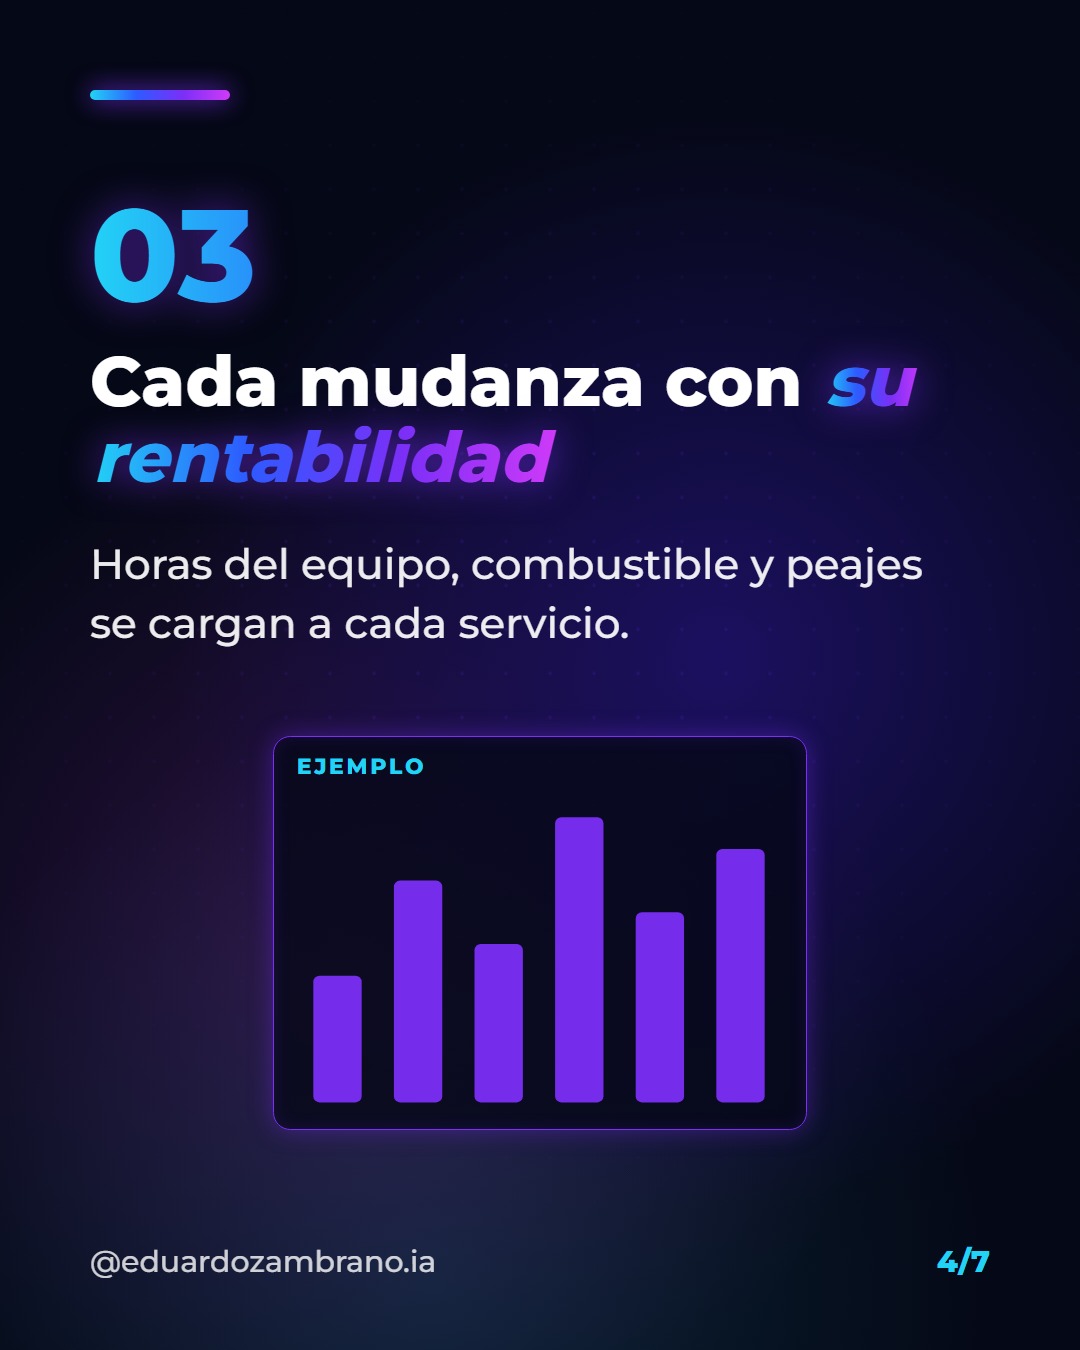 03
Cada mudanza con su
rentabilidad
Horas del equipo, combustible y peajes
se cargan a cada servicio.
EJEMPLO
@eduardozambrano.ia
4/7